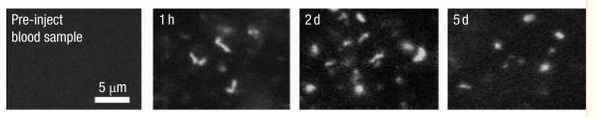 Pre-inject
blood sample
5 μm
1 h
2 d
5 d